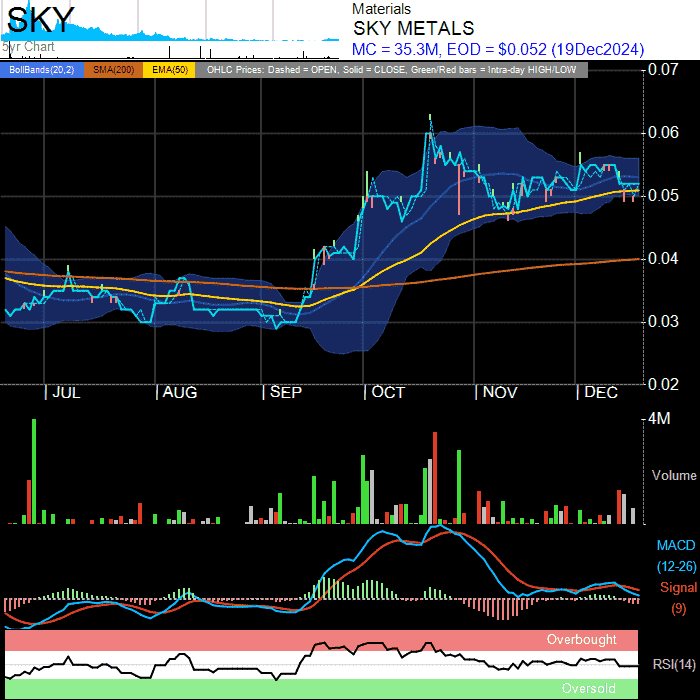 SKY
5yr Chart
Materials
SKY METALS
MC = 35.3M, EOD = $0.052 (19Dec2024)
BollBands(20,2) SMA(200) EMA(50) OHLC Prices: Dashed = OPEN, Solid = CLOSE, Green/Red bars = Intra-day HIGH/LOW
0.07
0.06
0.05
0.04
0.03
0.02
| JUL | AUG | SEP | OCT | NOV | DEC
4M
Volume
MACD
(12-26)
Signal
(9)
Overbought
RSI(14)
Oversold